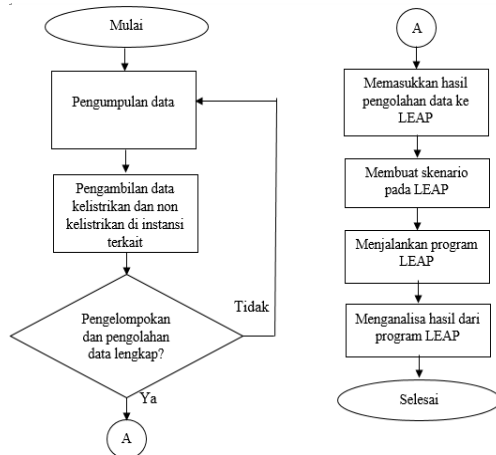 Mulai
Pengumpulan data
Pengambilan data
kelistrikan dan non
kelistrikan di instansi
terkait
Pengelompokan
dan pengolahan
data lengkap?
Tidak
Ya
A
A
Memasukkan hasil
pengolahan data ke
LEAP
Membuat skenario
pada LEAP
Menjalankan program
LEAP
Menganalisa hasil dari
program LEAP
Selesai